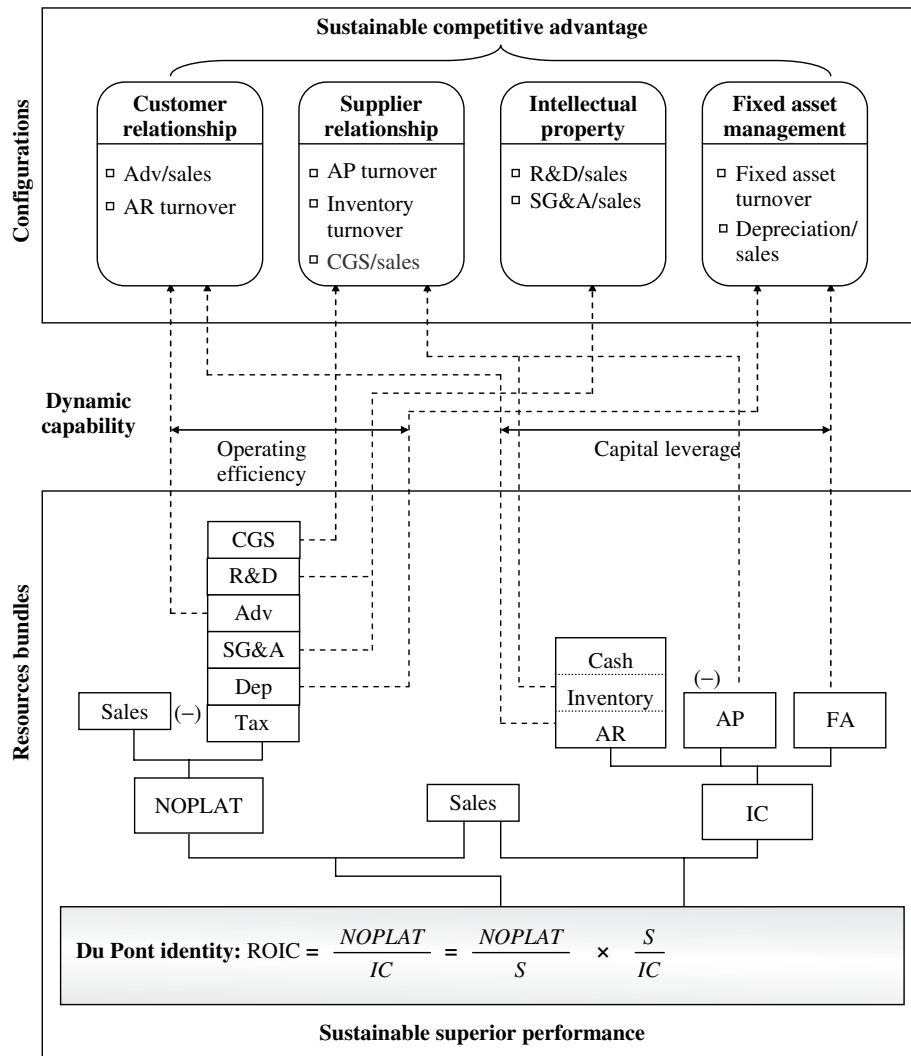 Sustainable competitive advantage
Configurations
Customer
relationship
Adv/sales
AR turnover
Supplier
relationship
AP turnover
Inventory
turnover
CGS/sales
Intellectual
property
R&D/sales
SG&A/sales
Fixed asset
management
Fixed asset
turnover
Depreciation/
sales
Dynamic
capability
Operating
efficiency
Capital leverage
Resources bundles
CGS
R&D
Adv
SG&A
Dep
Tax
Sales
(−)
NOPLAT
Sales
Cash
Inventory
AR
(−)
AP
FA
IC
Du Pont identity: ROIC = NOPLAT / IC = NOPLAT / S × S / IC
Sustainable superior performance